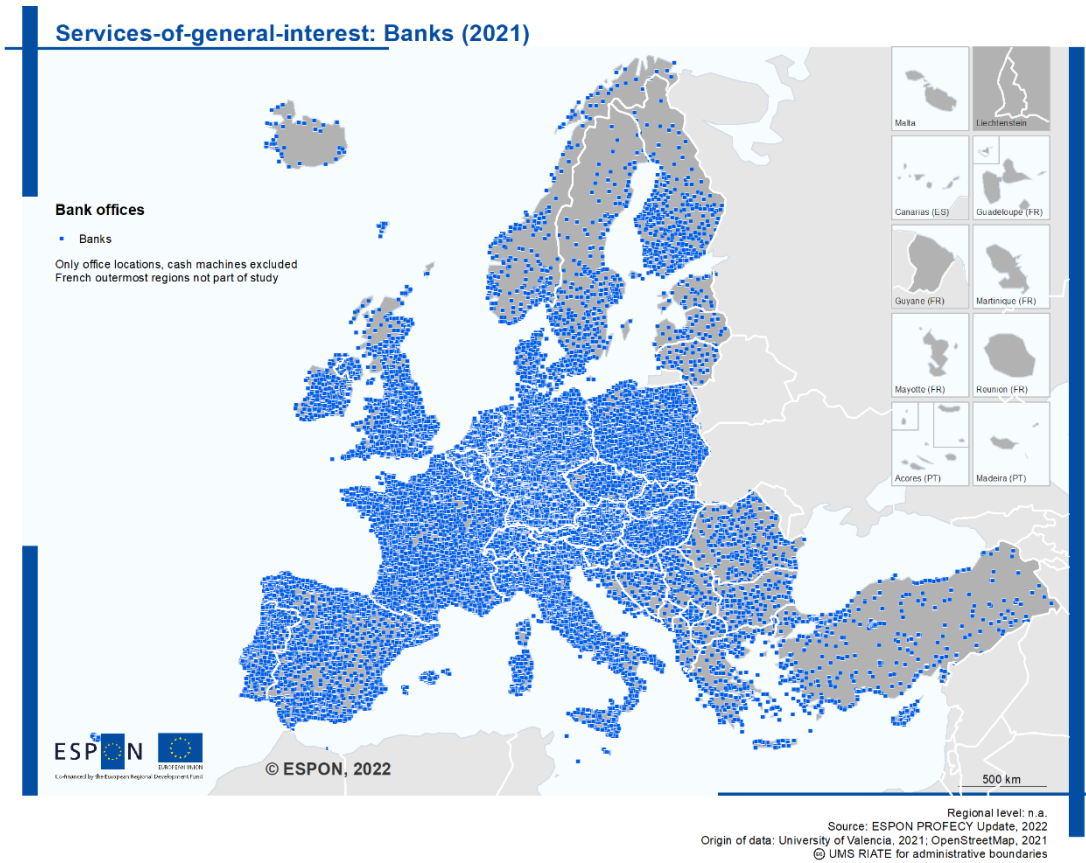 Services-of-general-interest: Banks (2021)
Bank offices
Banks
Only office locations, cash machines excluded
French outermost regions not part of study
Malta
Liechtenstein
Canarias (ES)
Guadeloupe (FR)
Guyane (FR)
Martinique (FR)
Mayotte (FR)
Reunion (FR)
Acores (PT)
Madeira (PT)
ESPON
EUROPEAN UNION
Co-financed by the European Regional Development Fund
© ESPON, 2022
500 km
Regional level: n.a.
Source: ESPON PROFECY Update, 2022
Origin of data: University of Valencia, 2021; OpenStreetMap, 2021
UMS RIATE for administrative boundaries